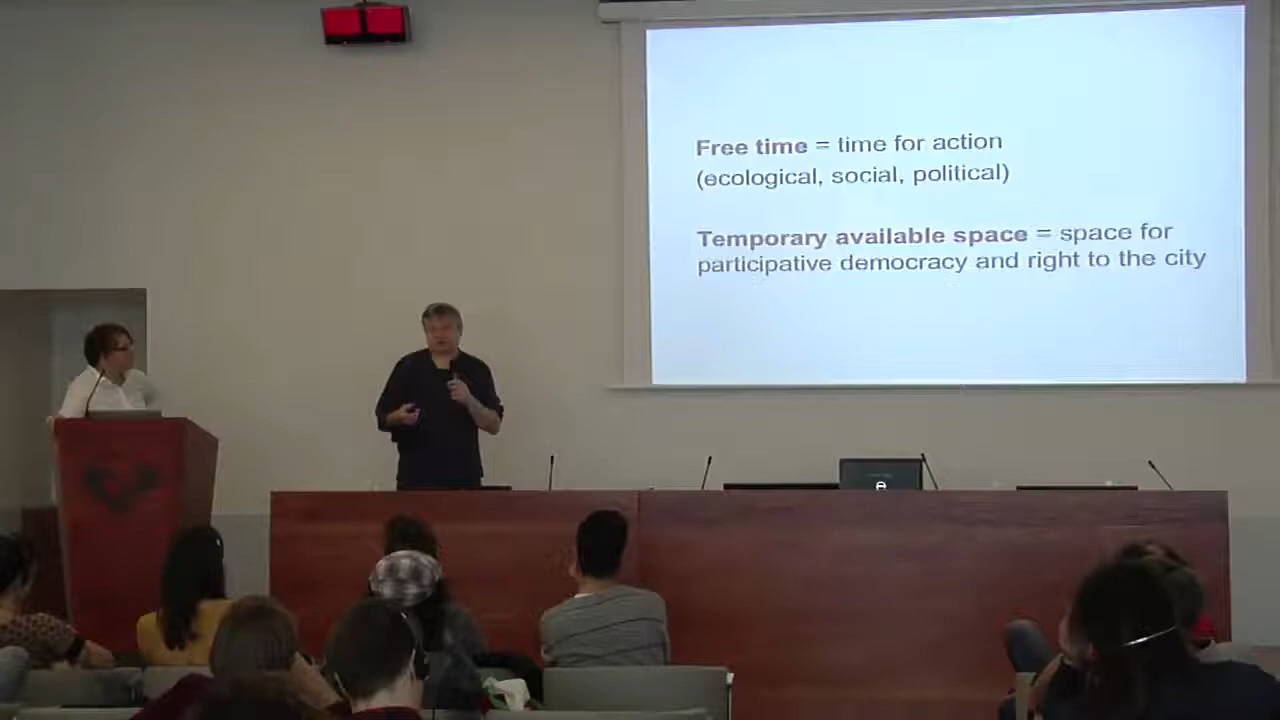 Free time = time for action
(ecological, social, political)
Temporary available space = space for
participative democracy and right to the city